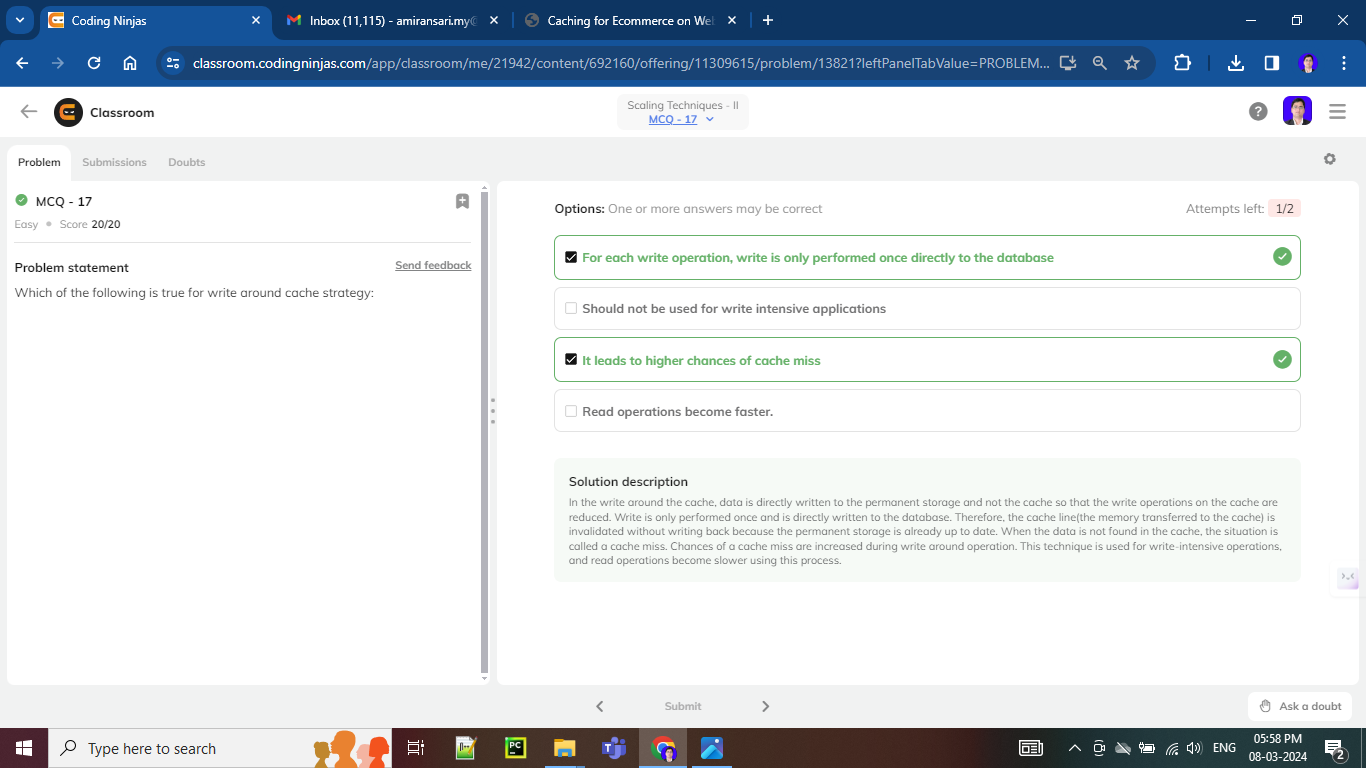 Coding Ninjas
Inbox (11,115) - amiransari.my@
Caching for Ecommerce on We
classroom.codingninjas.com/app/classroom/me/21942/content/692160/offering/11309615/problem/13821?leftPanelTabValue=PROBLEM...
Classroom
Scaling Techniques - II
MCQ - 17
Problem
Submissions
Doubts
MCQ - 17
Easy
Score 20/20
Problem statement
Send feedback
Which of the following is true for write around cache strategy:
Options: One or more answers may be correct
Attempts left: 1/2
For each write operation, write is only performed once directly to the database
Should not be used for write intensive applications
It leads to higher chances of cache miss
Read operations become faster.
Solution description
In the write around the cache, data is directly written to the permanent storage and not the cache so that the write operations on the cache are
reduced. Write is only performed once and is directly written to the database. Therefore, the cache line(the memory transferred to the cache) is
invalidated without writing back because the permanent storage is already up to date. When the data is not found in the cache, the situation is
called a cache miss. Chances of a cache miss are increased during write around operation. This technique is used for write-intensive operations,
and read operations become slower using this process.
Submit
Ask a doubt
Type here to search
PC
ENG
05:58 PM
08-03-2024
2